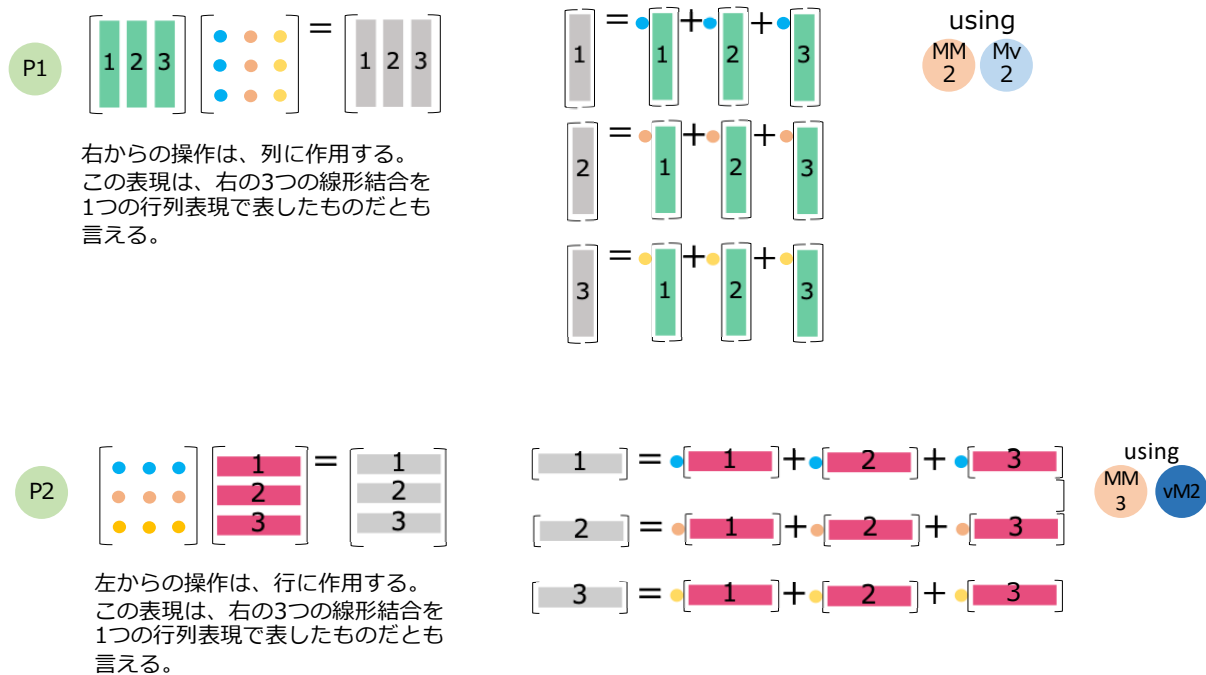 P1
1 2 3 = 1 2 3
右からの操作は、列に作用する。
この表現は、右の3つの線形結合を
1つの行列表現で表したものだとも
言える。
1 = 1 + 2 + 3
2 = 1 + 2 + 3
3 = 1 + 2 + 3
using
MM
2
Mv
2
P2
1
2
3
=
1
2
3
左からの操作は、行に作用する。
この表現は、右の3つの線形結合を
1つの行列表現で表したものだとも
言える。
1 = 1 + 2 + 3
2 = 1 + 2 + 3
3 = 1 + 2 + 3
using
MM
3
vM2